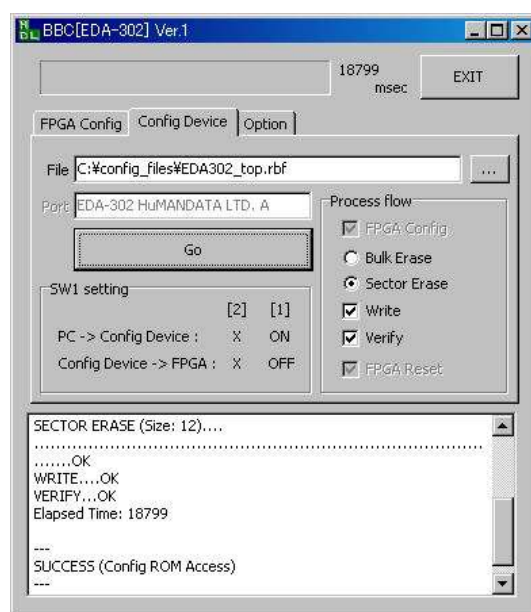 BBC[EDA-302] Ver.1
18799
msec
EXIT
FPGA Config Config Device Option
File C:¥config_files¥EDA302_top.rbf ...
Port EDA-302 HuMANDATA LTD. A
Go
Process flow
FPGA Config
Bulk Erase
Sector Erase
Write
Verify
FPGA Reset
SW1 setting
[2] [1]
PC -> Config Device : X ON
Config Device -> FPGA : X OFF
SECTOR ERASE (Size: 12)....
................................................................................
.......OK
WRITE....OK
VERIFY...OK
Elapsed Time: 18799
---
SUCCESS (Config ROM Access)
---